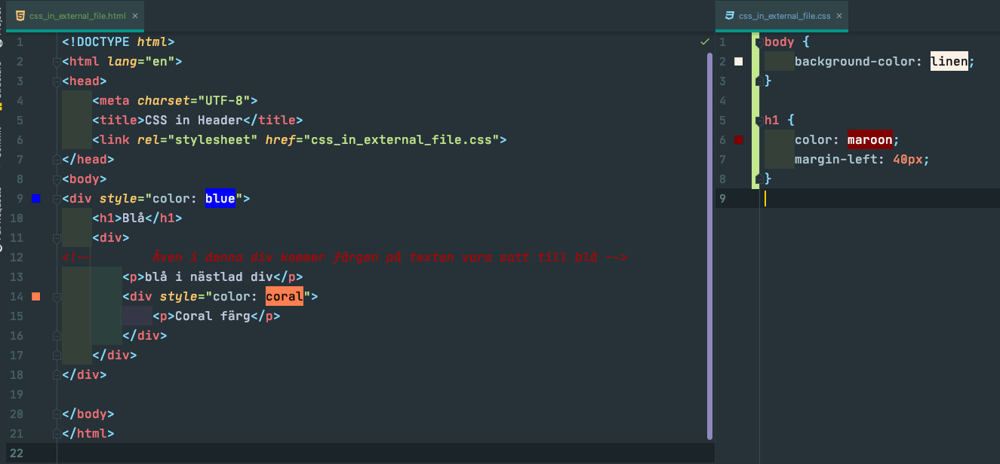 css_in_external_file.html ×
1 <!DOCTYPE html>
2 <html lang="en">
3 <head>
4 <meta charset="UTF-8">
5 <title>CSS in Header</title>
6 <link rel="stylesheet" href="css_in_external_file.css">
7 </head>
8 <body>
9 <div style="color: blue">
10 <h1>Blå</h1>
11 <div>
12 <!-- Även i denna div kommer färgen på texten vara satt till blå -->
13 <p>blå i nästlad div</p>
14 <div style="color: coral">
15 <p>Coral färg</p>
16 </div>
17 </div>
18 </div>
19
20 </body>
21 </html>
22
css_in_external_file.css ×
1 body {
2 background-color: linen;
3 }
4
5 h1 {
6 color: maroon;
7 margin-left: 40px;
8 }
9